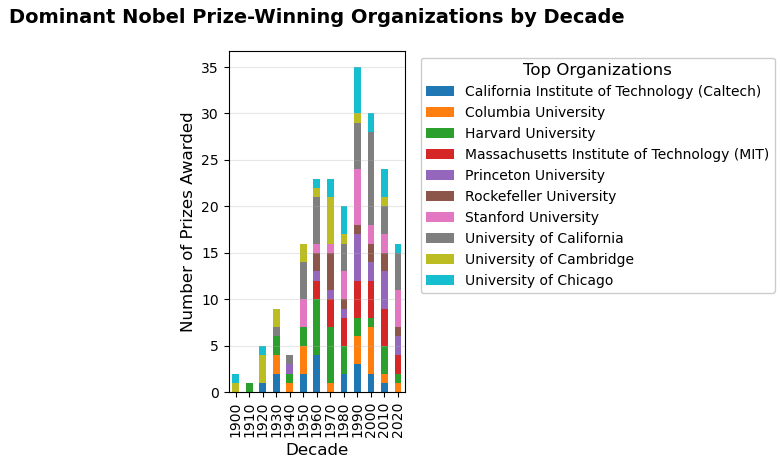 Dominant Nobel Prize-Winning Organizations by Decade
Number of Prizes Awarded
35
30
25
20
15
10
5
0
1900
1910
1920
1930
1940
1950
1960
1970
1980
1990
2000
2010
2020
Decade
Top Organizations
California Institute of Technology (Caltech)
Columbia University
Harvard University
Massachusetts Institute of Technology (MIT)
Princeton University
Rockefeller University
Stanford University
University of California
University of Cambridge
University of Chicago